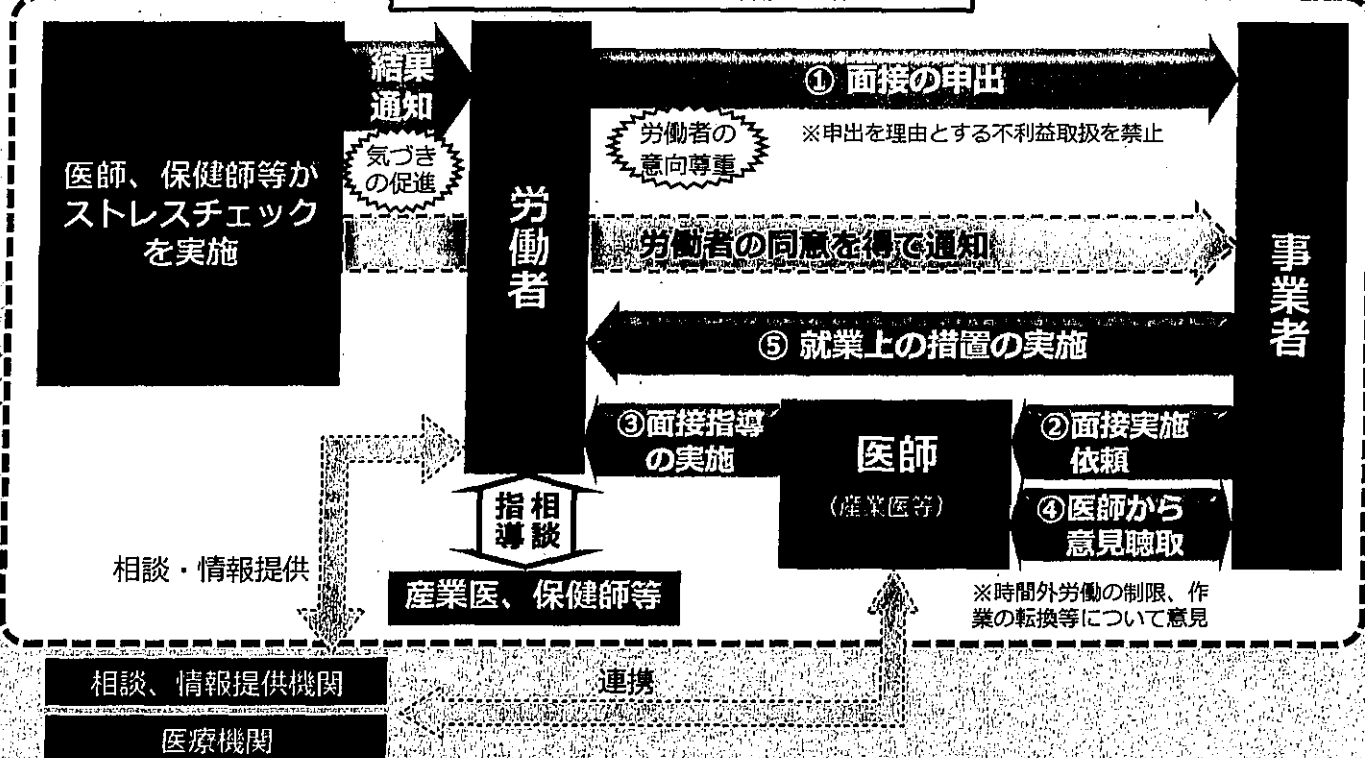 結果
通知
① 面接の申出
気づき
の促進
労働者の
意向尊重
※申出を理由とする不利益取扱を禁止
医師、保健師等が
ストレスチェック
を実施
労働者
労働者の同意を得て通知
事業者
⑤ 就業上の措置の実施
③面接指導
の実施
医師
(産業医等)
②面接実施
依頼
④医師から
意見聴取
相談
指導
相談・情報提供
産業医、保健師等
※時間外労働の制限、作
業の転換等について意見
相談、情報提供機関
連携
医療機関